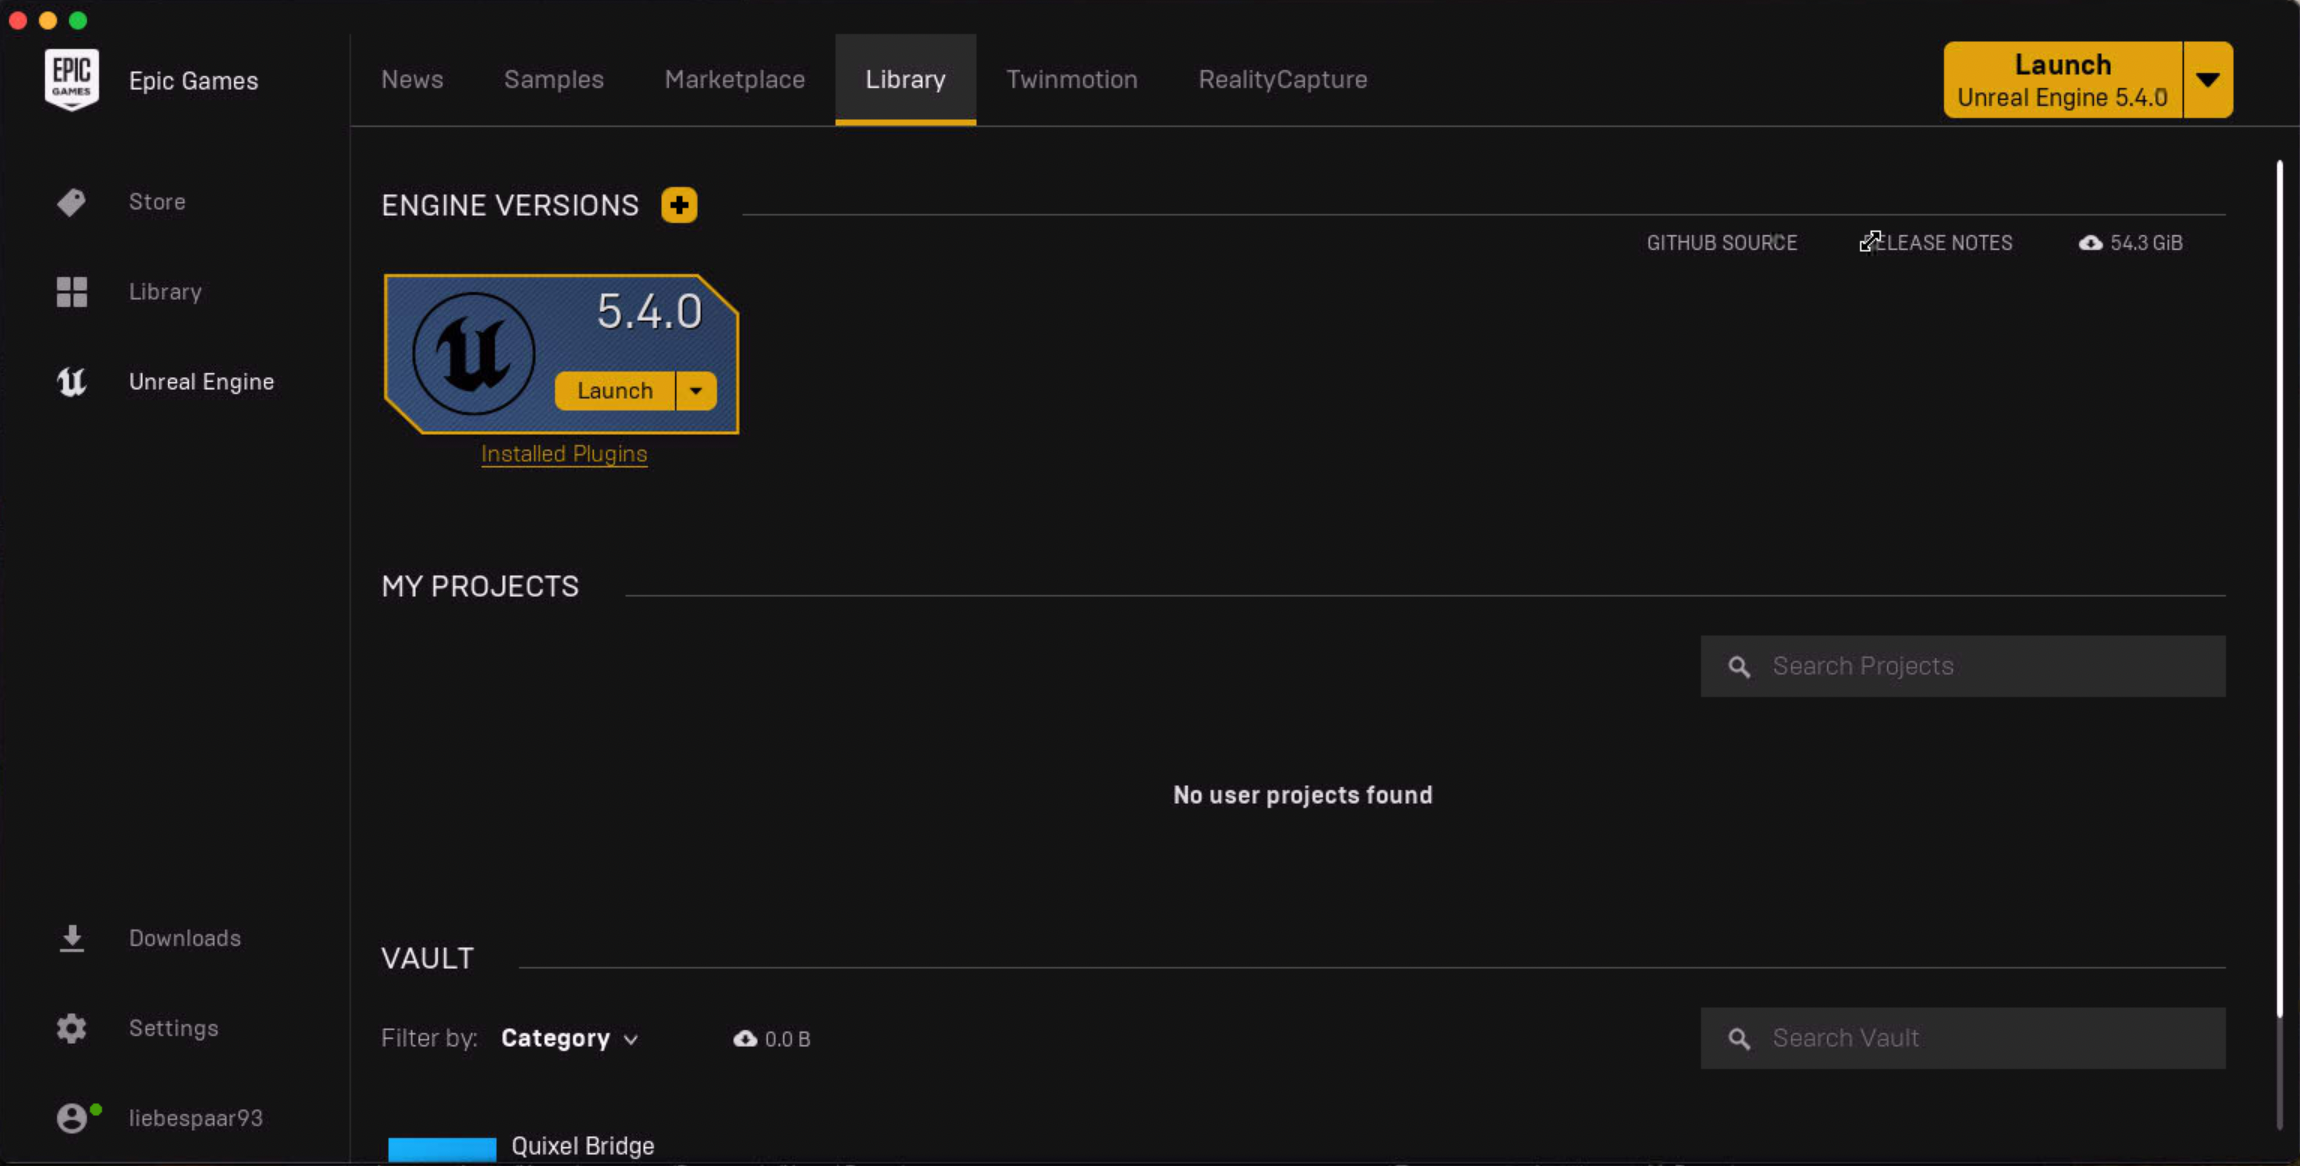 EPIC GAMES
Epic Games
News
Samples
Marketplace
Library
Twinmotion
RealityCapture
Launch
Unreal Engine 5.4.0
Store
Library
Unreal Engine
ENGINE VERSIONS
GITHUB SOURCE
NOTES
54.3 GiB
5.4.0
Launch
Installed Plugins
MY PROJECTS
Search Projects
No user projects found
VAULT
Filter by: Category
0.0 B
Search Vault
Quixel Bridge
Downloads
Settings
liebespaar93